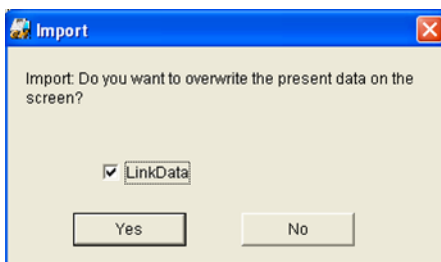 Import
Import: Do you want to overwrite the present data on the
screen?
LinkData
Yes No